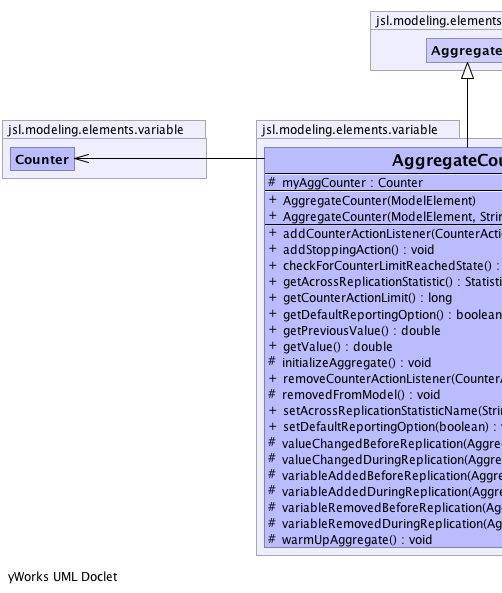 jsl.modeling.elements
Aggregate
jsl.modeling.elements.variable
jsl.modeling.elements.variable
Counter
AggregateCou
# myAggCounter : Counter
+ AggregateCounter(ModelElement)
+ AggregateCounter(ModelElement, Strin
+ addCounterActionListener(CounterActio
+ addStoppingAction() : void
+ checkForCounterLimitReachedState() :
+ getAcrossReplicationStatistic() : Statisti
+ getCounterActionLimit() : long
+ getDefaultReportingOption() : boolean
+ getPreviousValue() : double
+ getValue() : double
# initializeAggregate() : void
+ removeCounterActionListener(CounterA
# removedFromModel() : void
+ setAcrossReplicationStatisticName(Strin
+ setDefaultReportingOption(boolean) : v
# valueChangedBeforeReplication(Aggre
# valueChangedDuringReplication(Aggre
# variableAddedBeforeReplication(Aggre
# variableAddedDuringReplication(Aggre
# variableRemovedBeforeReplication(Ag
# variableRemovedDuringReplication(Ag
# warmUpAggregate() : void
yWorks UML Doclet